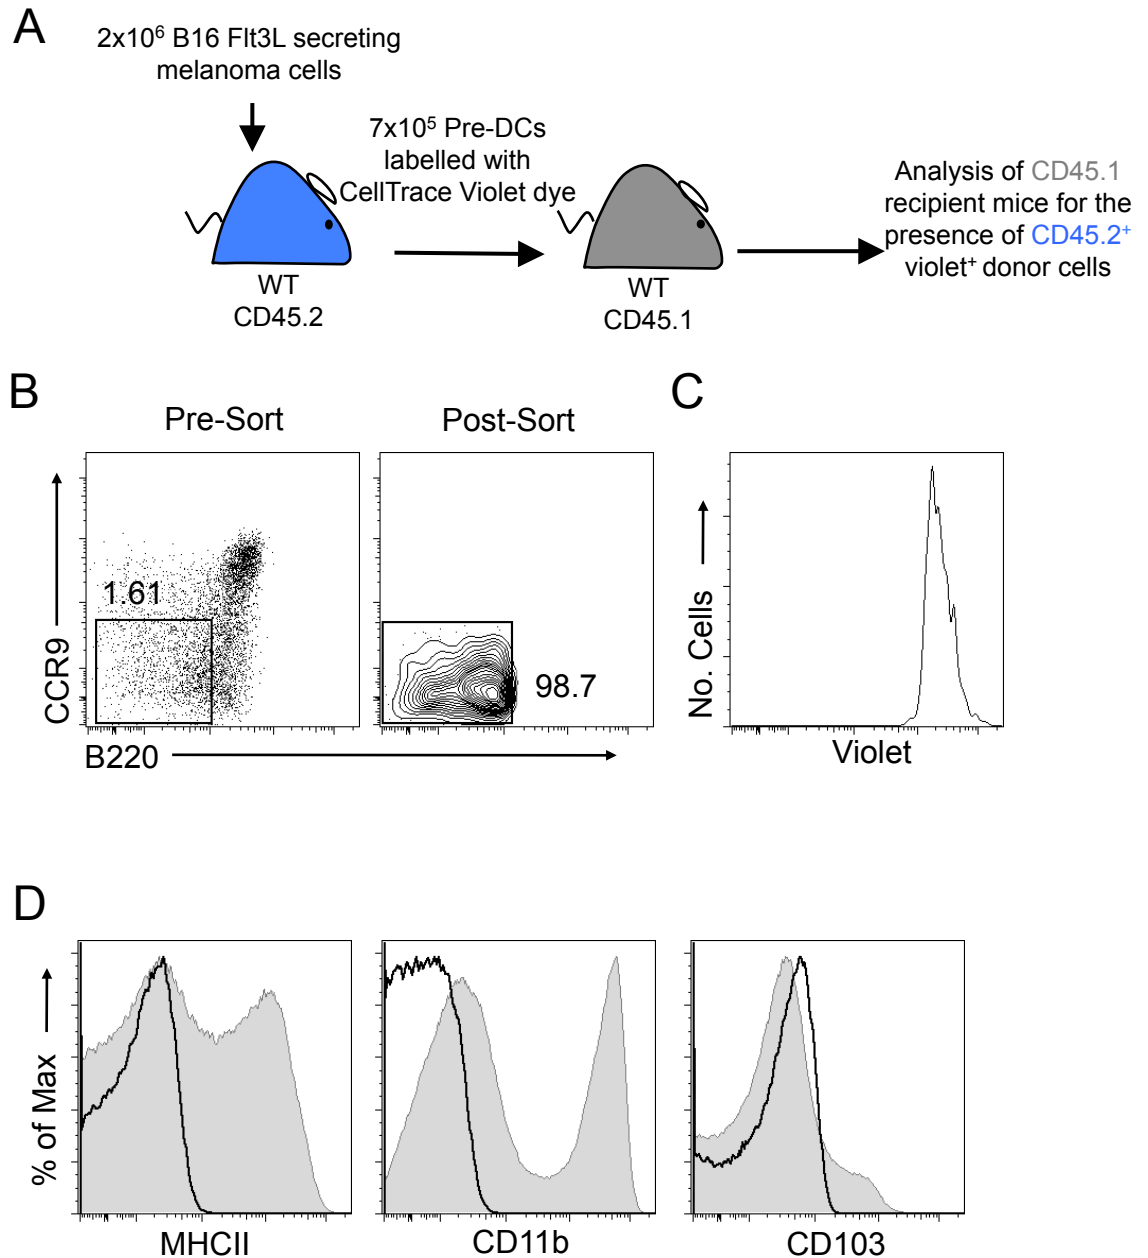 A
2x10⁶ B16 Flt3L secreting
melanoma cells
7x10⁵ Pre-DCs
labelled with
CellTrace Violet dye
WT
CD45.2
WT
CD45.1
Analysis of CD45.1
recipient mice for the
presence of CD45.2⁺
violet⁺ donor cells
B
Pre-Sort
Post-Sort
1.61
98.7
CCR9
B220
C
No. Cells
Violet
D
% of Max
MHCII
CD11b
CD103